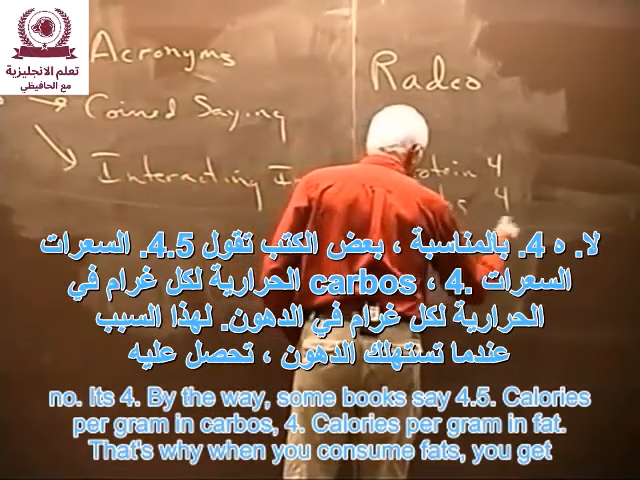 تعلم الانجليزية
مع الحافيظي
Acronyms
Radeo
Coined Saying
Interacting
4
4
لا. ه 4. بالمناسبة ، بعض الكتب تقول 4.5. السعرات
الحرارية لكل غرام في carbos ، 4. السعرات
الحرارية لكل غرام في الدهون. لهذا السبب
عندما تستهلك الدهون ، تحصل عليه
no. Its 4. By the way, some books say 4.5. Calories
per gram in carbos, 4. Calories per gram in fat.
That's why when you consume fats, you get